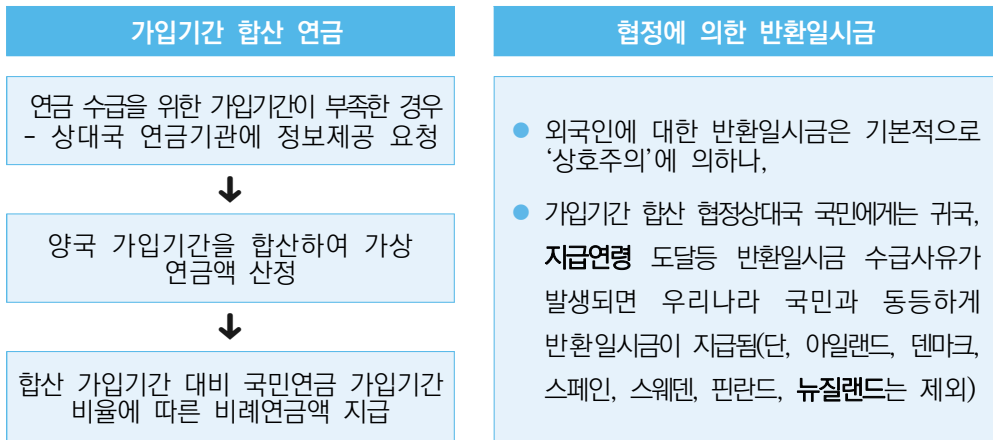 가입기간 합산 연금
연금 수급을 위한 가입기간이 부족한 경우
- 상대국 연금기관에 정보제공 요청
양국 가입기간을 합산하여 가상
연금액 산정
합산 가입기간 대비 국민연금 가입기간
비율에 따른 비례연금액 지급
협정에 의한 반환일시금
● 외국인에 대한 반환일시금은 기본적으로
‘상호주의’에 의하나,
● 가입기간 합산 협정상대국 국민에게는 귀국,
지급연령 도달등 반환일시금 수급사유가
발생되면 우리나라 국민과 동등하게
반환일시금이 지급됨(단, 아일랜드, 덴마크,
스페인, 스웨덴, 핀란드, 뉴질랜드는 제외)